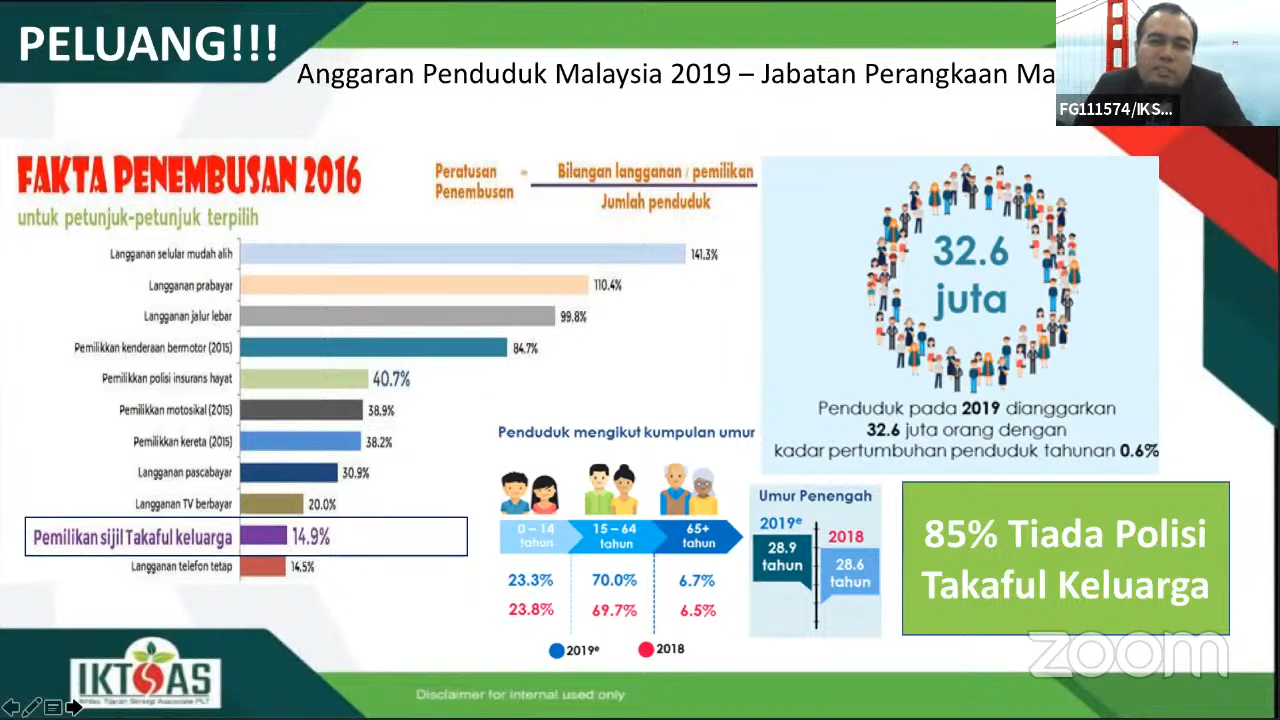 PELUANG!!!
Anggaran Penduduk Malaysia 2019 – Jabatan Perangkaan Ma
FG111574/IKS...
FAKTA PENEMBUSAN 2016
untuk petunjuk-petunjuk terpilih
Peratusan Penembusan = Bilangan langganan / pemilikan
Jumlah penduduk
Langganan selular mudah alih 141.3%
Langganan prabayar 110.4%
Langganan jalur lebar 99.8%
Pemilikkan kenderaan bermotor (2015) 84.7%
Pemilikkan polisi insurans hayat 40.7%
Pemilikkan motosikal (2015) 38.9%
Pemilikkan kereta (2015) 38.2%
Langganan pascabayar 30.9%
Langganan TV berbayar 20.0%
Pemilikan sijil Takaful keluarga 14.9%
Langganan telefon tetap 14.5%
32.6
juta
Penduduk pada 2019 dianggarkan
32.6 juta orang dengan
kadar pertumbuhan penduduk tahunan 0.6%
Penduduk mengikut kumpulan umur
0 – 14 tahun
15 – 64 tahun
65+ tahun
23.3% 70.0% 6.7%
23.8% 69.7% 6.5%
2019e 2018
Umur Penengah
2019e
28.9
tahun
2018
28.6
tahun
85% Tiada Polisi
Takaful Keluarga
zoom
IKTSAS
Disclaimer for internal used only